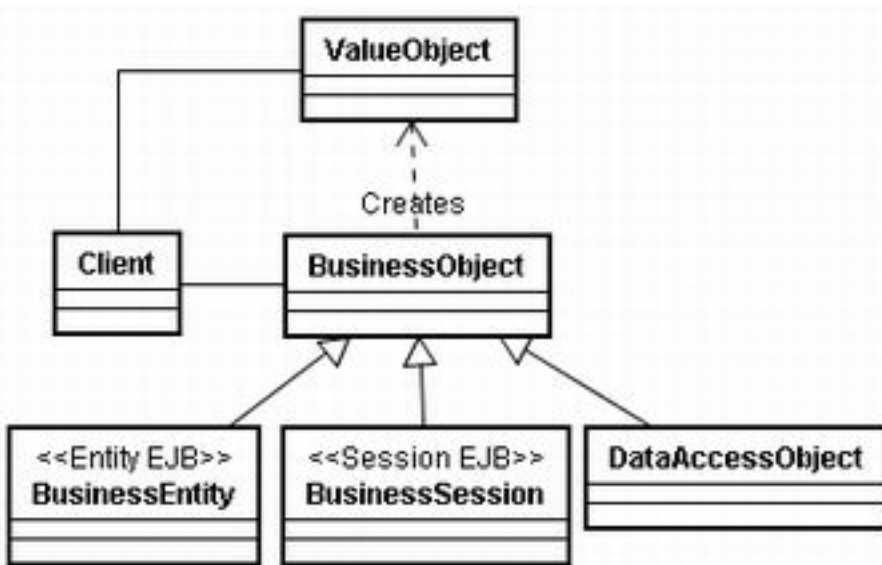 ValueObject
Creates
Client
BusinessObject
<<Entity EJB>>
BusinessEntity
<<Session EJB>>
BusinessSession
DataAccessObject